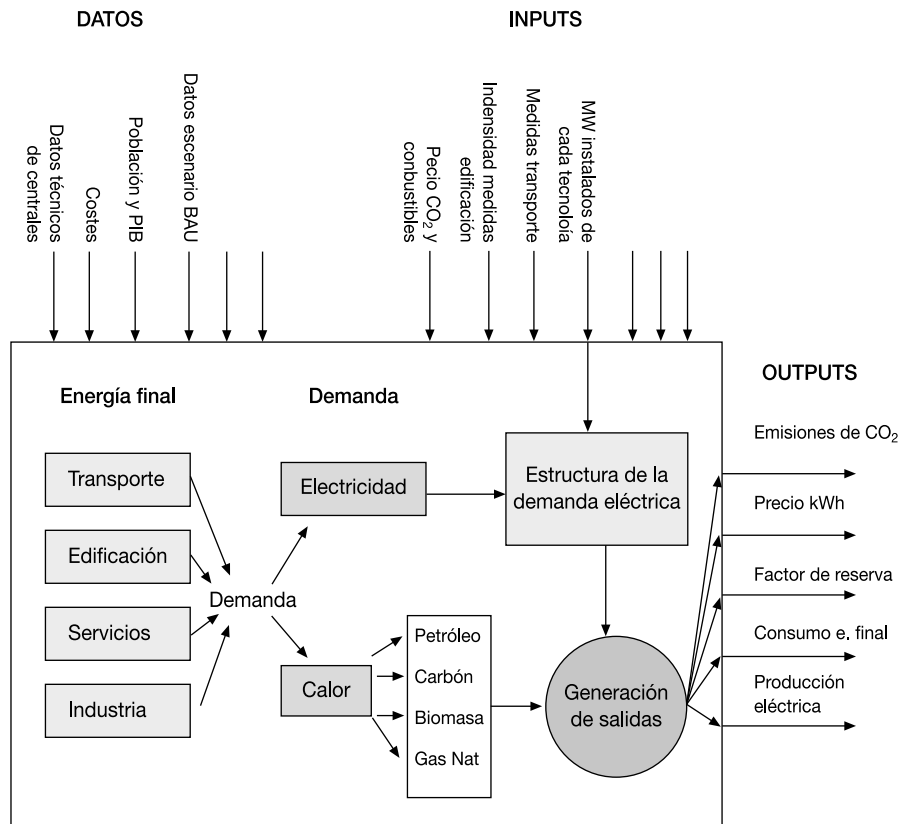 DATOS
INPUTS
Datos técnicos
de centrales
Costes
Población y PIB
Datos escenario BAU
Pecio CO₂ y
conbustibles
Indensidad medidas
edificación
Medidas transporte
MW instalados de
cada tecnoloía
OUTPUTS
Energía final
Demanda
Emisiones de CO₂
Transporte
Electricidad
Estructura de la
demanda eléctrica
Precio kWh
Edificación
Demanda
Factor de reserva
Servicios
Petróleo
Consumo e. final
Calor
Carbón
Generación
de salidas
Producción
eléctrica
Industria
Biomasa
Gas Nat